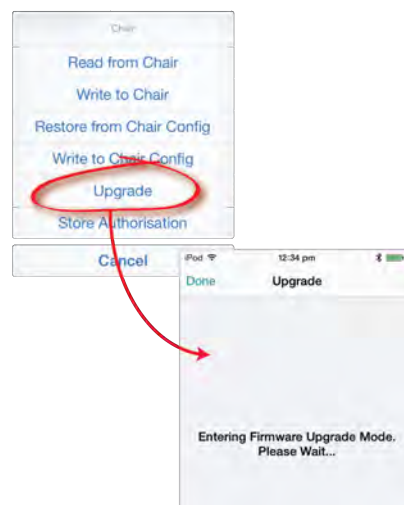 Chair
Read from Chair
Write to Chair
Restore from Chair Config
Write to Chair Config
Upgrade
Store Authorisation
Cancel
iPod 12:34 pm
Done Upgrade
Entering Firmware Upgrade Mode.
Please Wait...